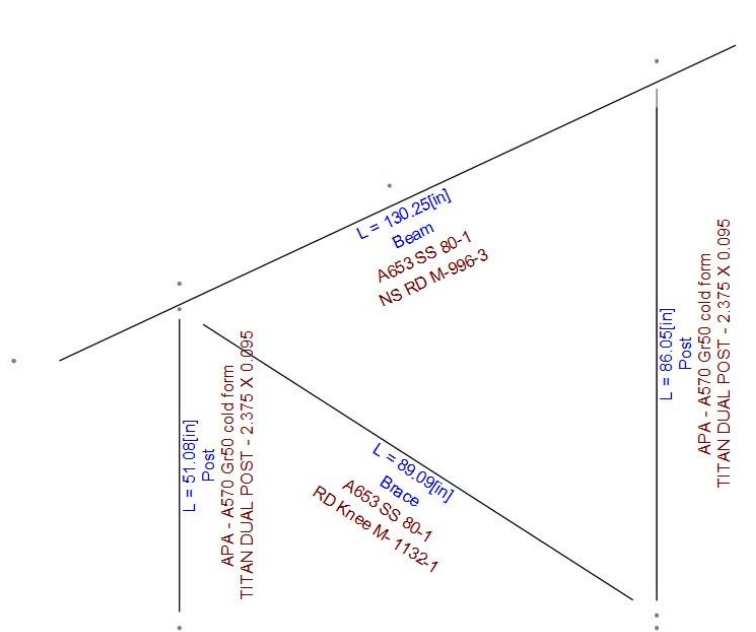 L = 130.25[in]
Beam
A653 SS 80-1
NS RD M-996-3
L = 51.08[in]
Post
APA - A570 Gr50 cold form
TITAN DUAL POST - 2.375 X 0.095
L = 89.09[in]
Brace
A653 SS 80-1
RD Knee M- 1132-1
L = 86.05[in]
Post
APA - A570 Gr50 cold form
TITAN DUAL POST - 2.375 X 0.095